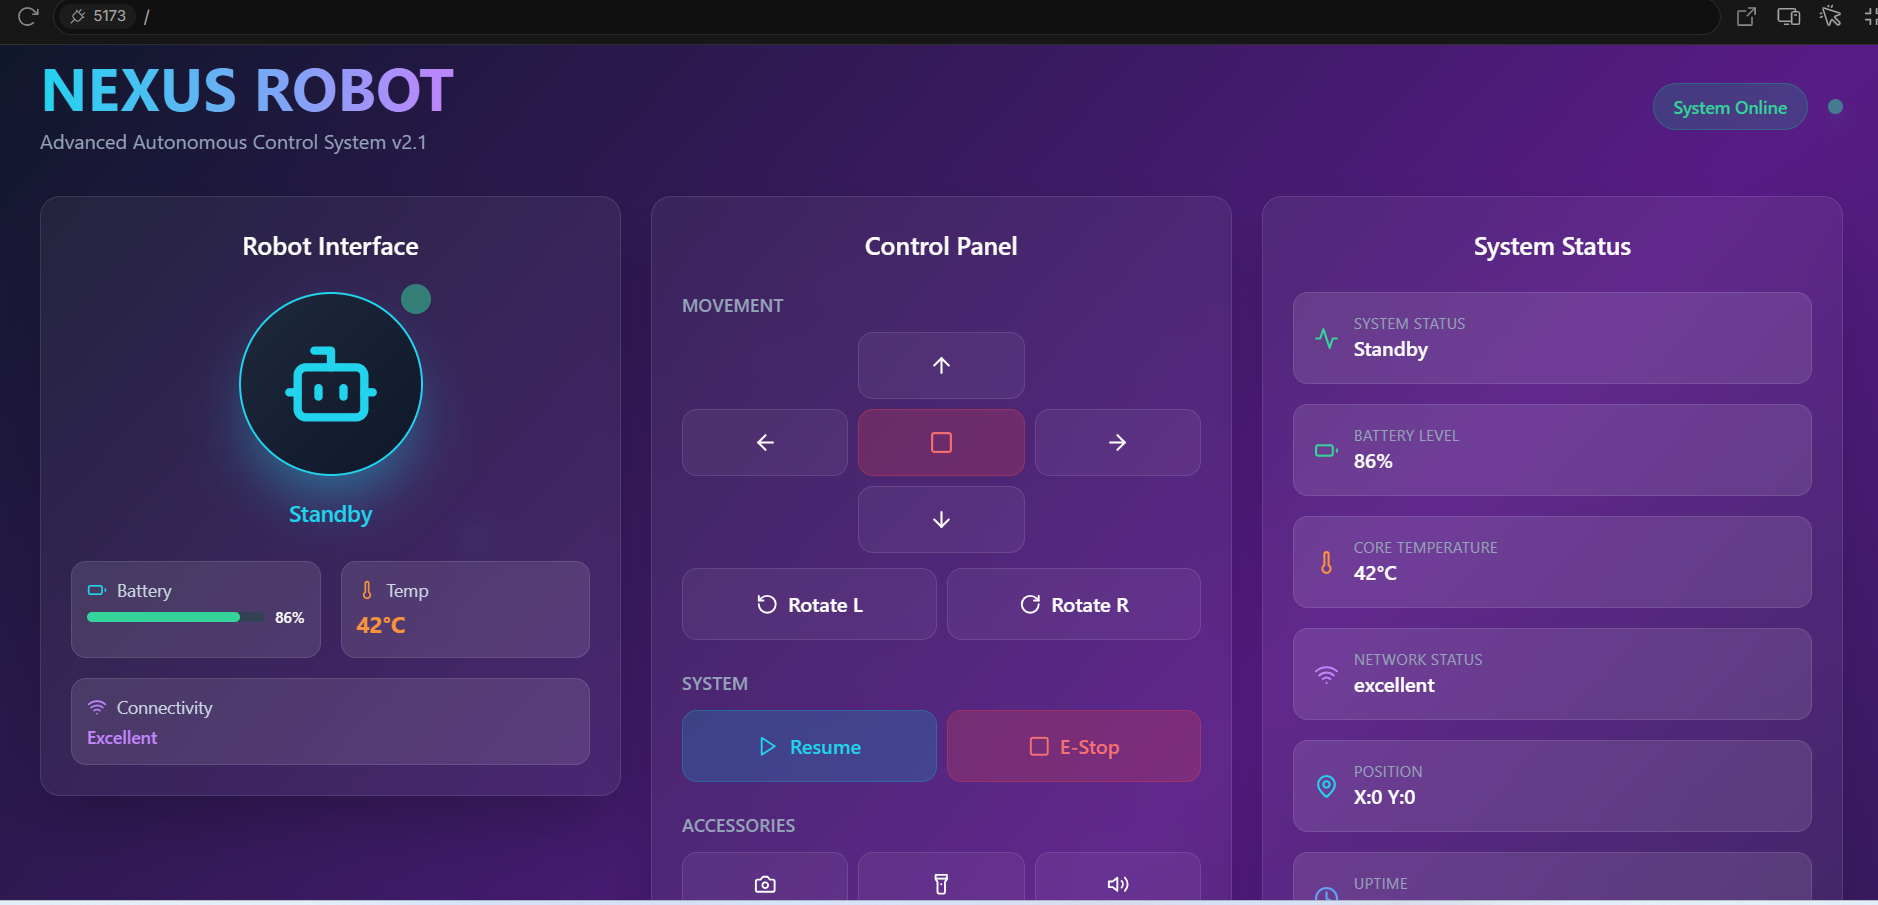 5173 /
NEXUS ROBOT
Advanced Autonomous Control System v2.1
System Online
Robot Interface
Standby
Battery
86%
Temp
42°C
Connectivity
Excellent
Control Panel
MOVEMENT
Rotate L
Rotate R
SYSTEM
Resume
E-Stop
ACCESSORIES
System Status
SYSTEM STATUS
Standby
BATTERY LEVEL
86%
CORE TEMPERATURE
42°C
NETWORK STATUS
excellent
POSITION
X:0 Y:0
UPTIME